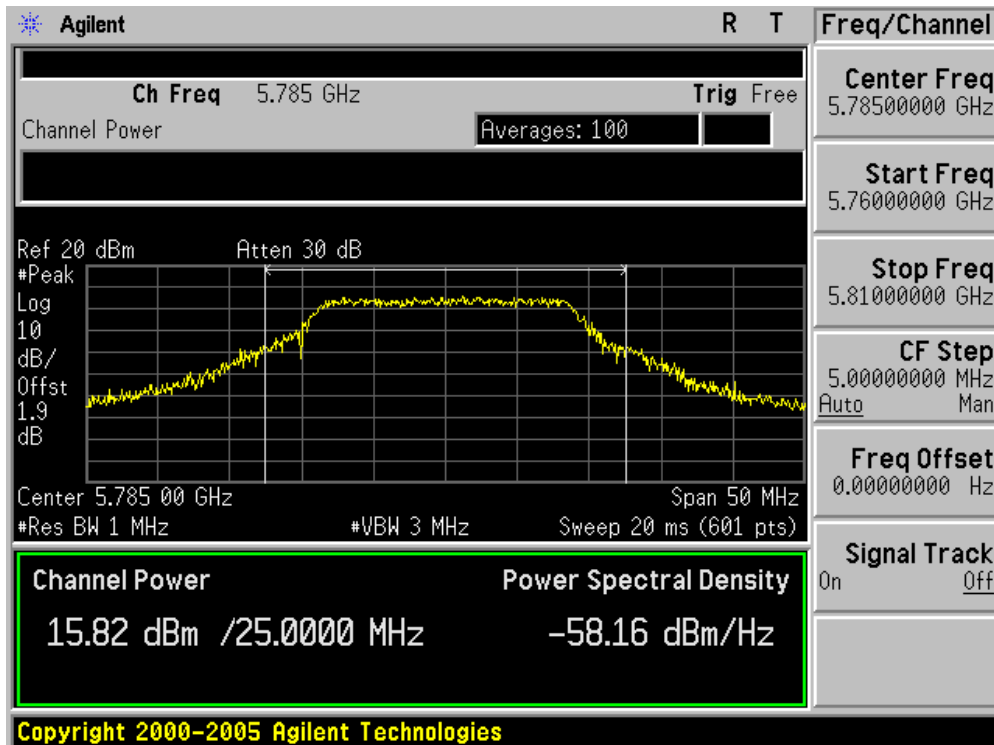 Agilent R T
Ch Freq 5.785 GHz Trig Free
Channel Power Averages: 100
Ref 20 dBm Atten 30 dB
#Peak
Log
10
dB/
Offst
1.9
dB
Center 5.785 00 GHz Span 50 MHz
#Res BW 1 MHz #VBW 3 MHz Sweep 20 ms (601 pts)
Channel Power Power Spectral Density
15.82 dBm /25.0000 MHz -58.16 dBm/Hz
Copyright 2000-2005 Agilent Technologies
Freq/Channel
Center Freq
5.78500000 GHz
Start Freq
5.76000000 GHz
Stop Freq
5.81000000 GHz
CF Step
5.00000000 MHz
Auto Man
Freq Offset
0.00000000 Hz
Signal Track
On Off